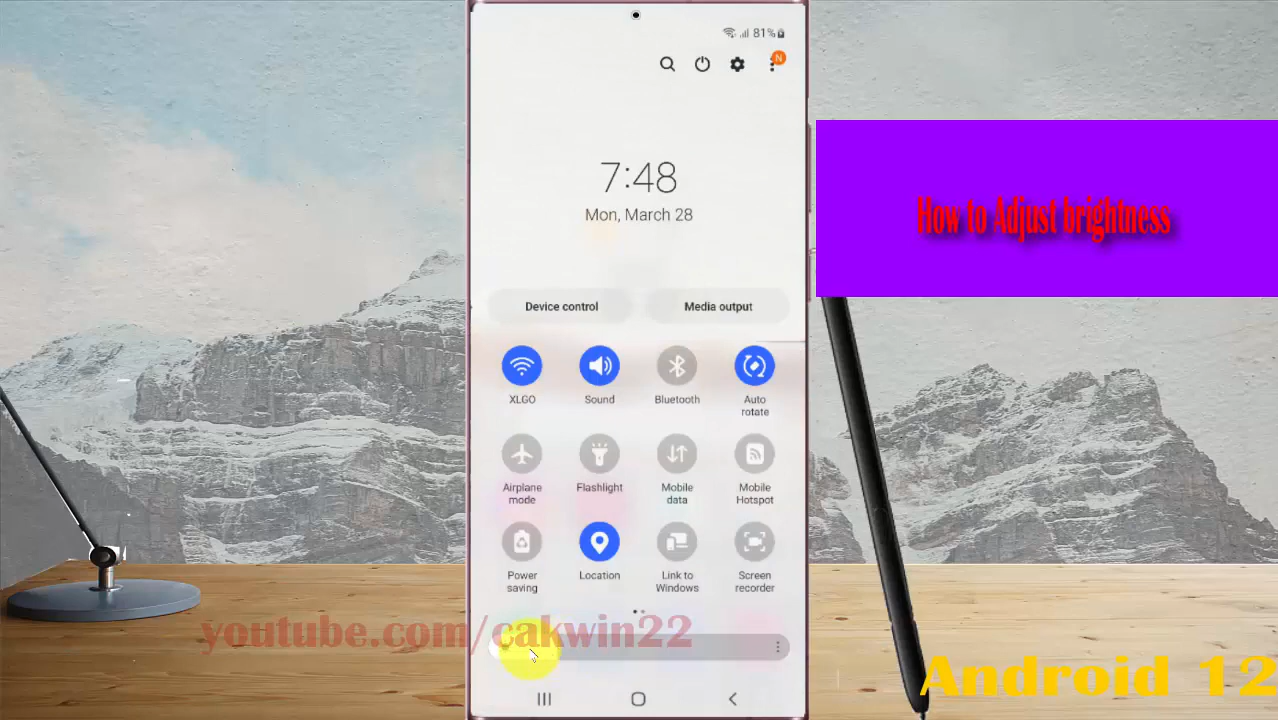 81%
N
7:48
Mon, March 28
Device control
Media output
XLGO
Sound
Bluetooth
Auto
rotate
Airplane
mode
Flashlight
Mobile
data
Mobile
Hotspot
Power
saving
Location
Link to
Windows
Screen
recorder
How to Adjust brightness
youtube.com/cakwin22
Android 12